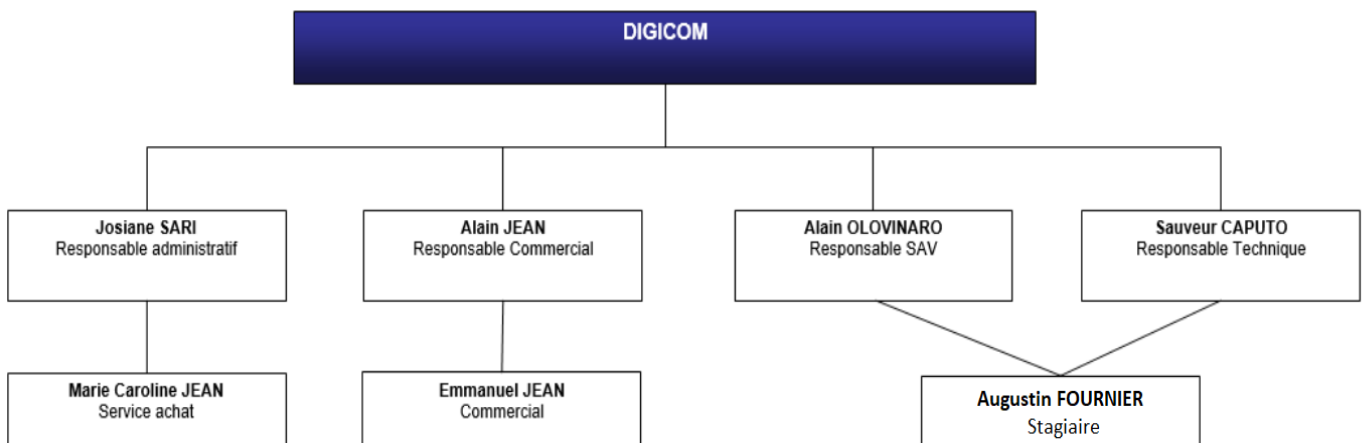 DIGICOM
Josiane SARI
Responsable administratif
Alain JEAN
Responsable Commercial
Alain OLOVINARO
Responsable SAV
Sauveur CAPUTO
Responsable Technique
Marie Caroline JEAN
Service achat
Emmanuel JEAN
Commercial
Augustin FOURNIER
Stagiaire